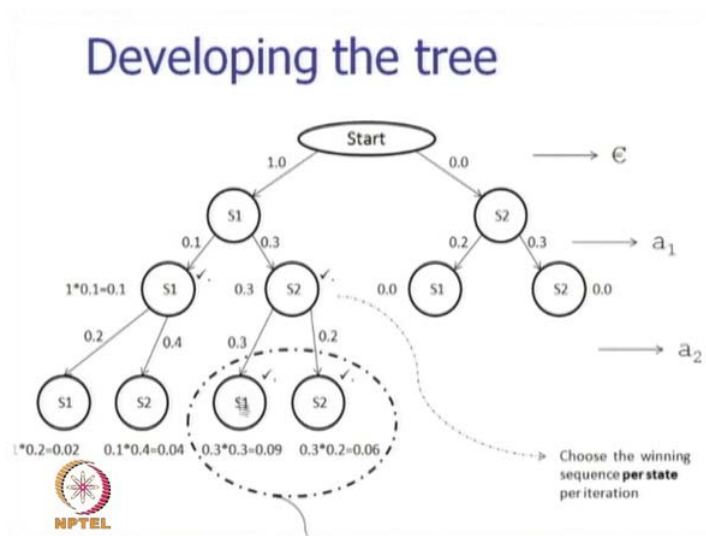 Developing the tree
Start
1.0 0.0 €
S1 S2
0.1 0.3 0.2 0.3 a1
1*0.1=0.1 S1 0.3 S2 0.0 S1 S2 0.0
0.2 0.4 0.3 0.2 a2
S1 S2 S1 S2
*0.2=0.02 0.1*0.4=0.04 0.3*0.3=0.09 0.3*0.2=0.06
Choose the winning
sequence per state
per iteration
NPTEL